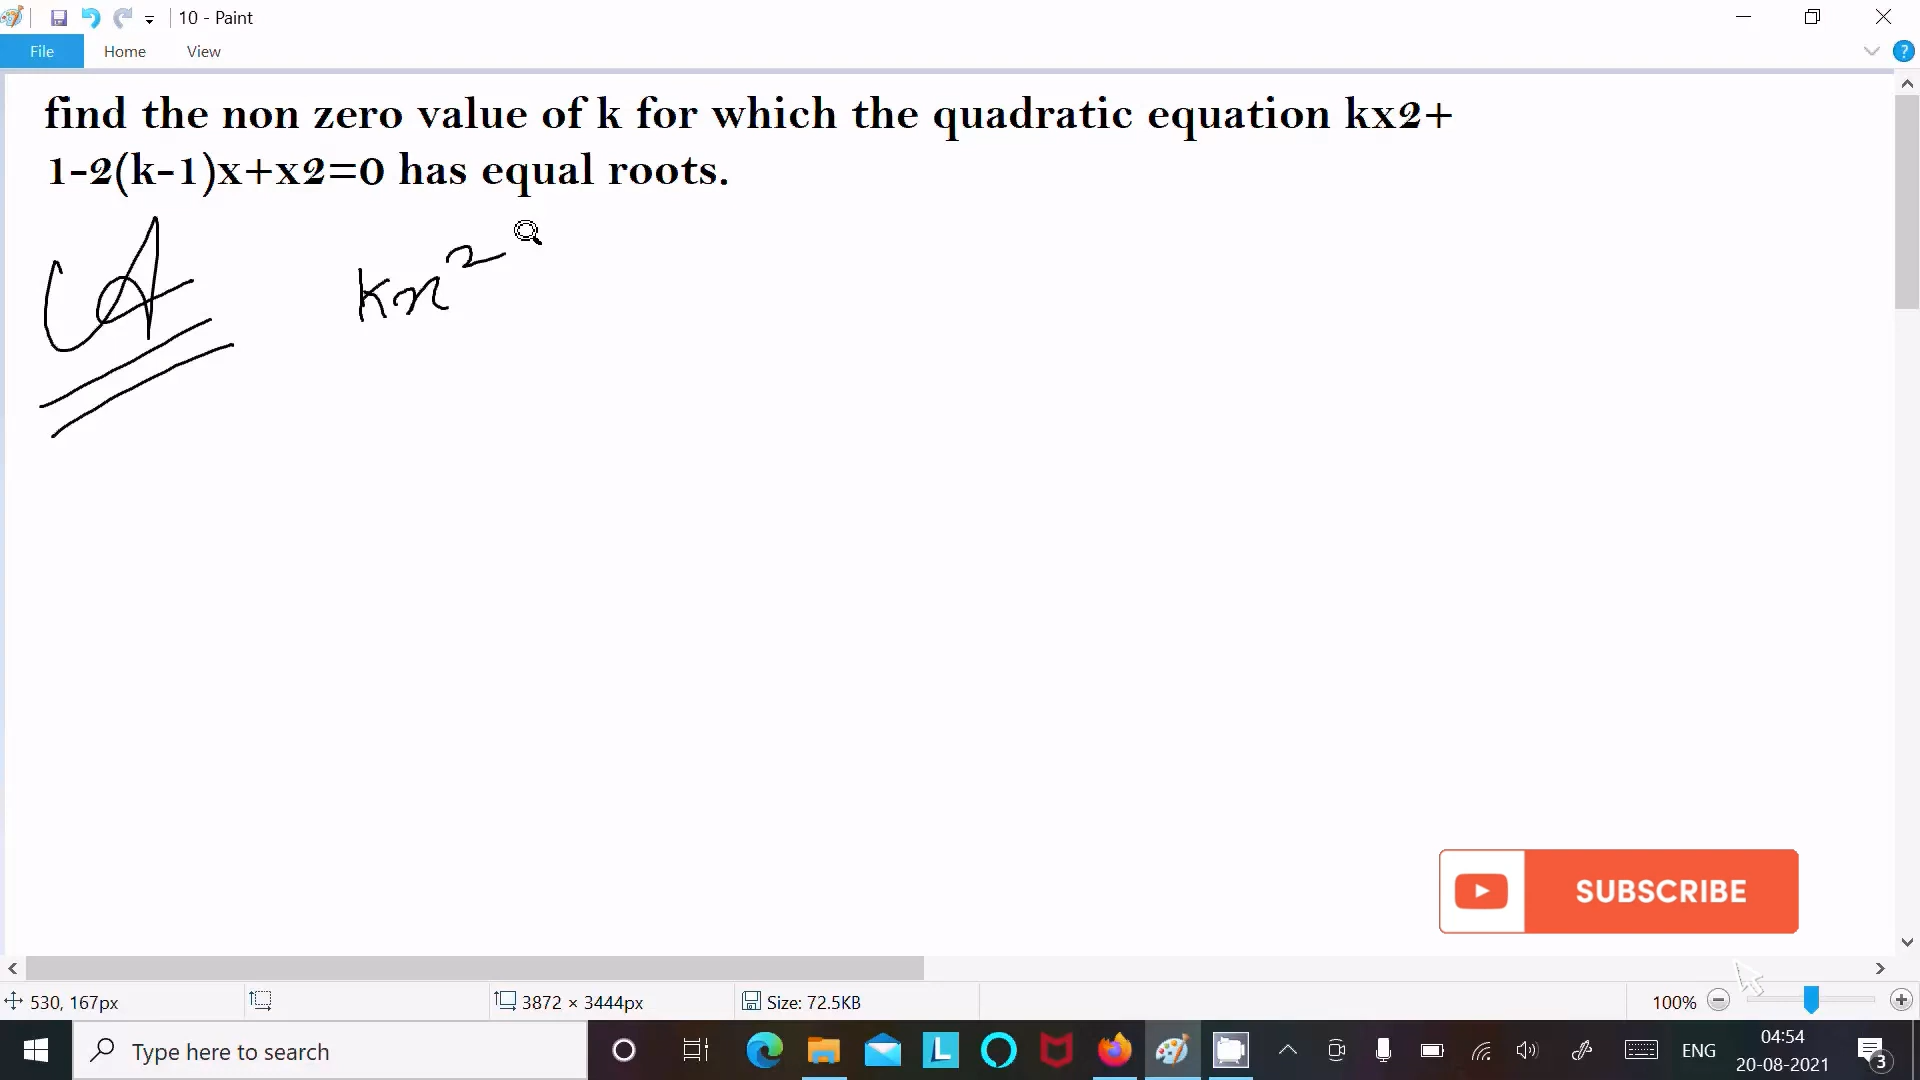 10 - Paint
File Home View
find the non zero value of k for which the quadratic equation kx2+
1-2(k-1)x+x2=0 has equal roots.
kx²
SUBSCRIBE
530, 167px 3872 × 3444px Size: 72.5KB 100%
Type here to search ENG 04:54
20-08-2021 3